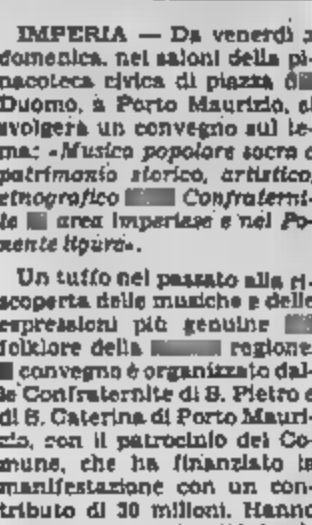 IMPERIA — Da venerdì a
domenica, nei saloni della pi-
nacoteca civica di piazza
Duomo, a Porto Maurizio, si
svolgerà un convegno sul te-
ma: «Musica popolare sacra e
patrimonio storico, artistico,
etnografico Confraterni-
te area imperiese e nel Po-
nente ligure».
Un tuffo nel passato alla ri-
scoperta delle musiche e delle
espressioni più genuine
folklore della regione.
convegno è organizzato dal-
le Confraternite di S. Pietro e
di S. Caterina di Porto Mauri-
zio, con il patrocinio del Co-
mune, che ha finanziato la
manifestazione con un con-
tributo di 30 milioni. Hanno